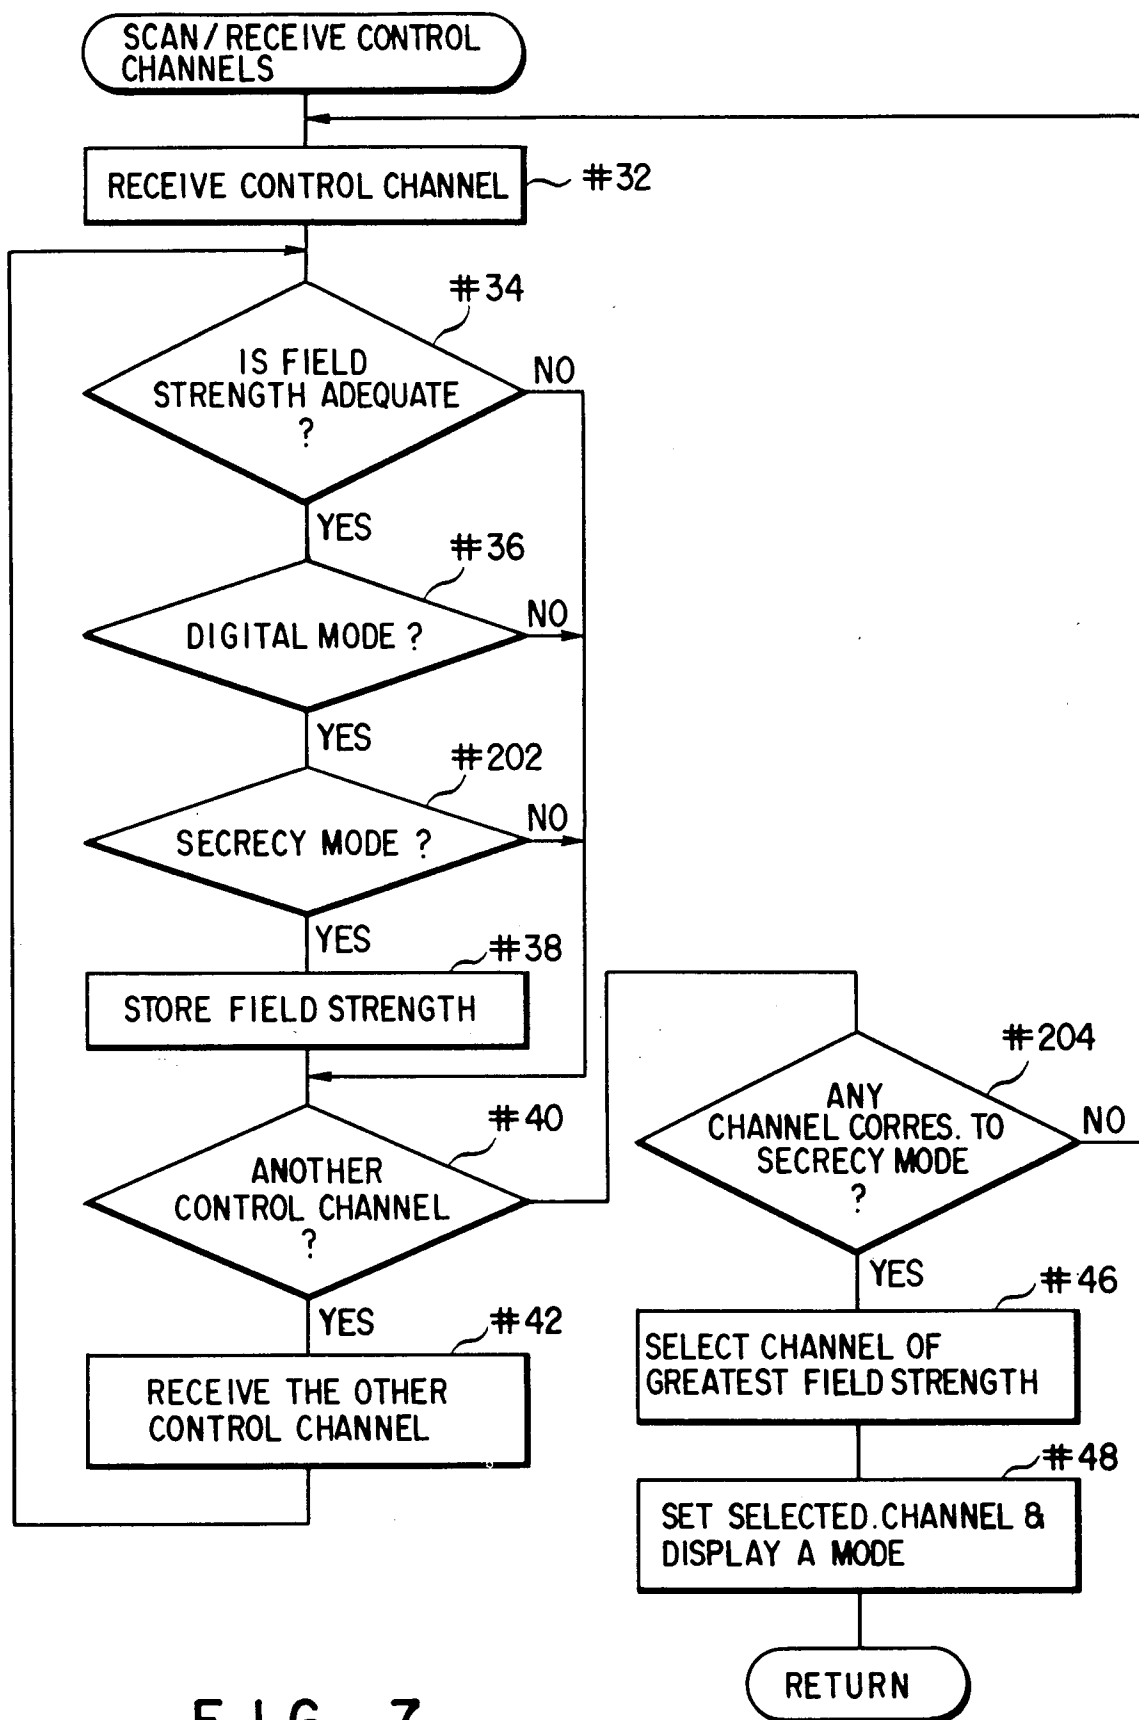 SCAN/RECEIVE CONTROL
CHANNELS
RECEIVE CONTROL CHANNEL
#32
#34
IS FIELD
STRENGTH ADEQUATE
?
NO
YES
#36
DIGITAL MODE ?
NO
YES
#202
SECRECY MODE ?
NO
YES
#38
STORE FIELD STRENGTH
#40
ANOTHER
CONTROL CHANNEL
?
YES
#42
RECEIVE THE OTHER
CONTROL CHANNEL
#204
ANY
CHANNEL CORRES. TO
SECRECY MODE
?
NO
YES
#46
SELECT CHANNEL OF
GREATEST FIELD STRENGTH
#48
SET SELECTED.CHANNEL &
DISPLAY A MODE
RETURN
FIG. 7